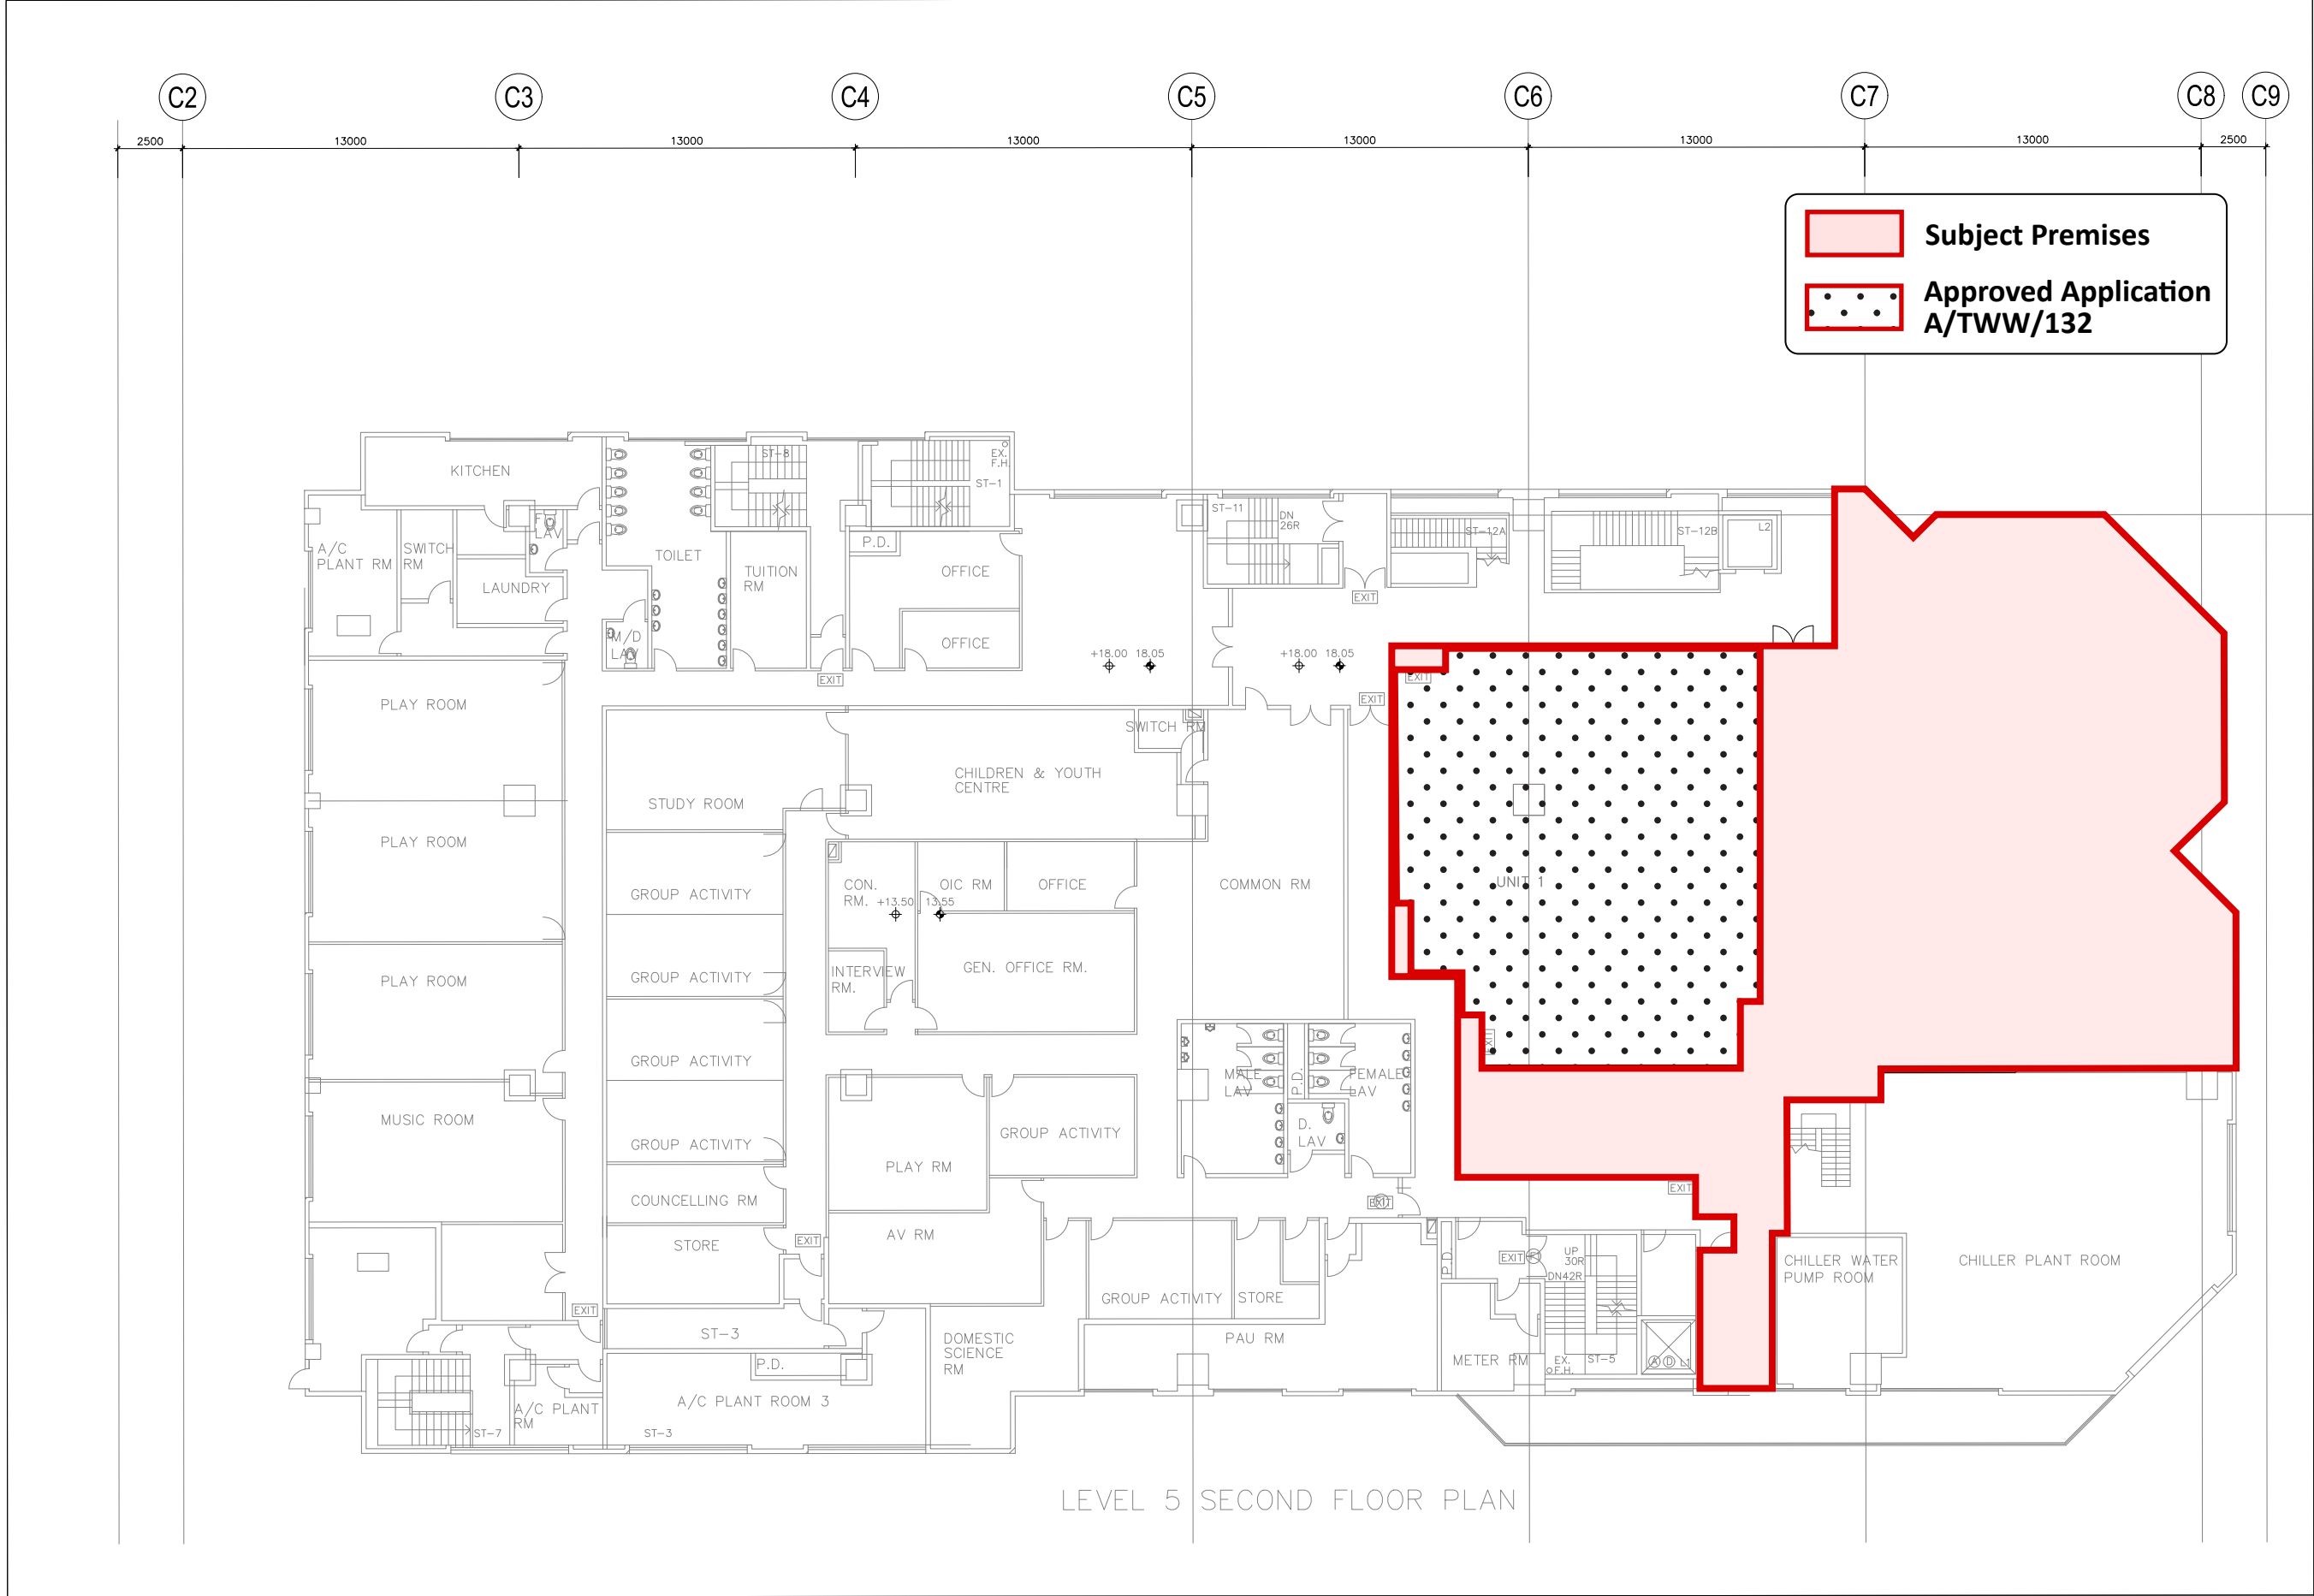 C2
C3
C4
C5
C6
C7
C8
C9
2500
13000
13000
13000
13000
13000
13000
2500
Subject Premises
Approved Application
A/TWW/132
KITCHEN
ST-8
EX.
F.H.
ST-1
ST-11
DN
26R
ST-12A
ST-12B
L2
A/C
PLANT RM
SWITCH
RM
F
LAV
TOILET
P.D.
TUITION
RM
OFFICE
LAUNDRY
EXIT
M/D
LAV
OFFICE
+18.00 18.05
+18.00 18.05
EXIT
EXIT
EXIT
PLAY ROOM
SWITCH RM
CHILDREN & YOUTH
CENTRE
STUDY ROOM
PLAY ROOM
GROUP ACTIVITY
CON.
RM.
+13.50 13.55
OIC RM
OFFICE
COMMON RM
UNIT 1
GROUP ACTIVITY
INTERVIEW
RM.
GEN. OFFICE RM.
PLAY ROOM
EXIT
GROUP ACTIVITY
MALE
LAV
P.D.
FEMALE
LAV
MUSIC ROOM
GROUP ACTIVITY
GROUP ACTIVITY
D.
LAV
PLAY RM
COUNCELLING RM
EXIT
EXIT
STORE
EXIT
AV RM
P.D.
EXIT
UP
30R
DN42R
CHILLER WATER
PUMP ROOM
CHILLER PLANT ROOM
GROUP ACTIVITY
STORE
EXIT
ST-3
DOMESTIC
SCIENCE
RM
PAU RM
P.D.
METER RM
EX.
F.H.
ST-5
A D L1
A/C PLANT
RM
A/C PLANT ROOM 3
ST-7
ST-3
LEVEL 5 SECOND FLOOR PLAN